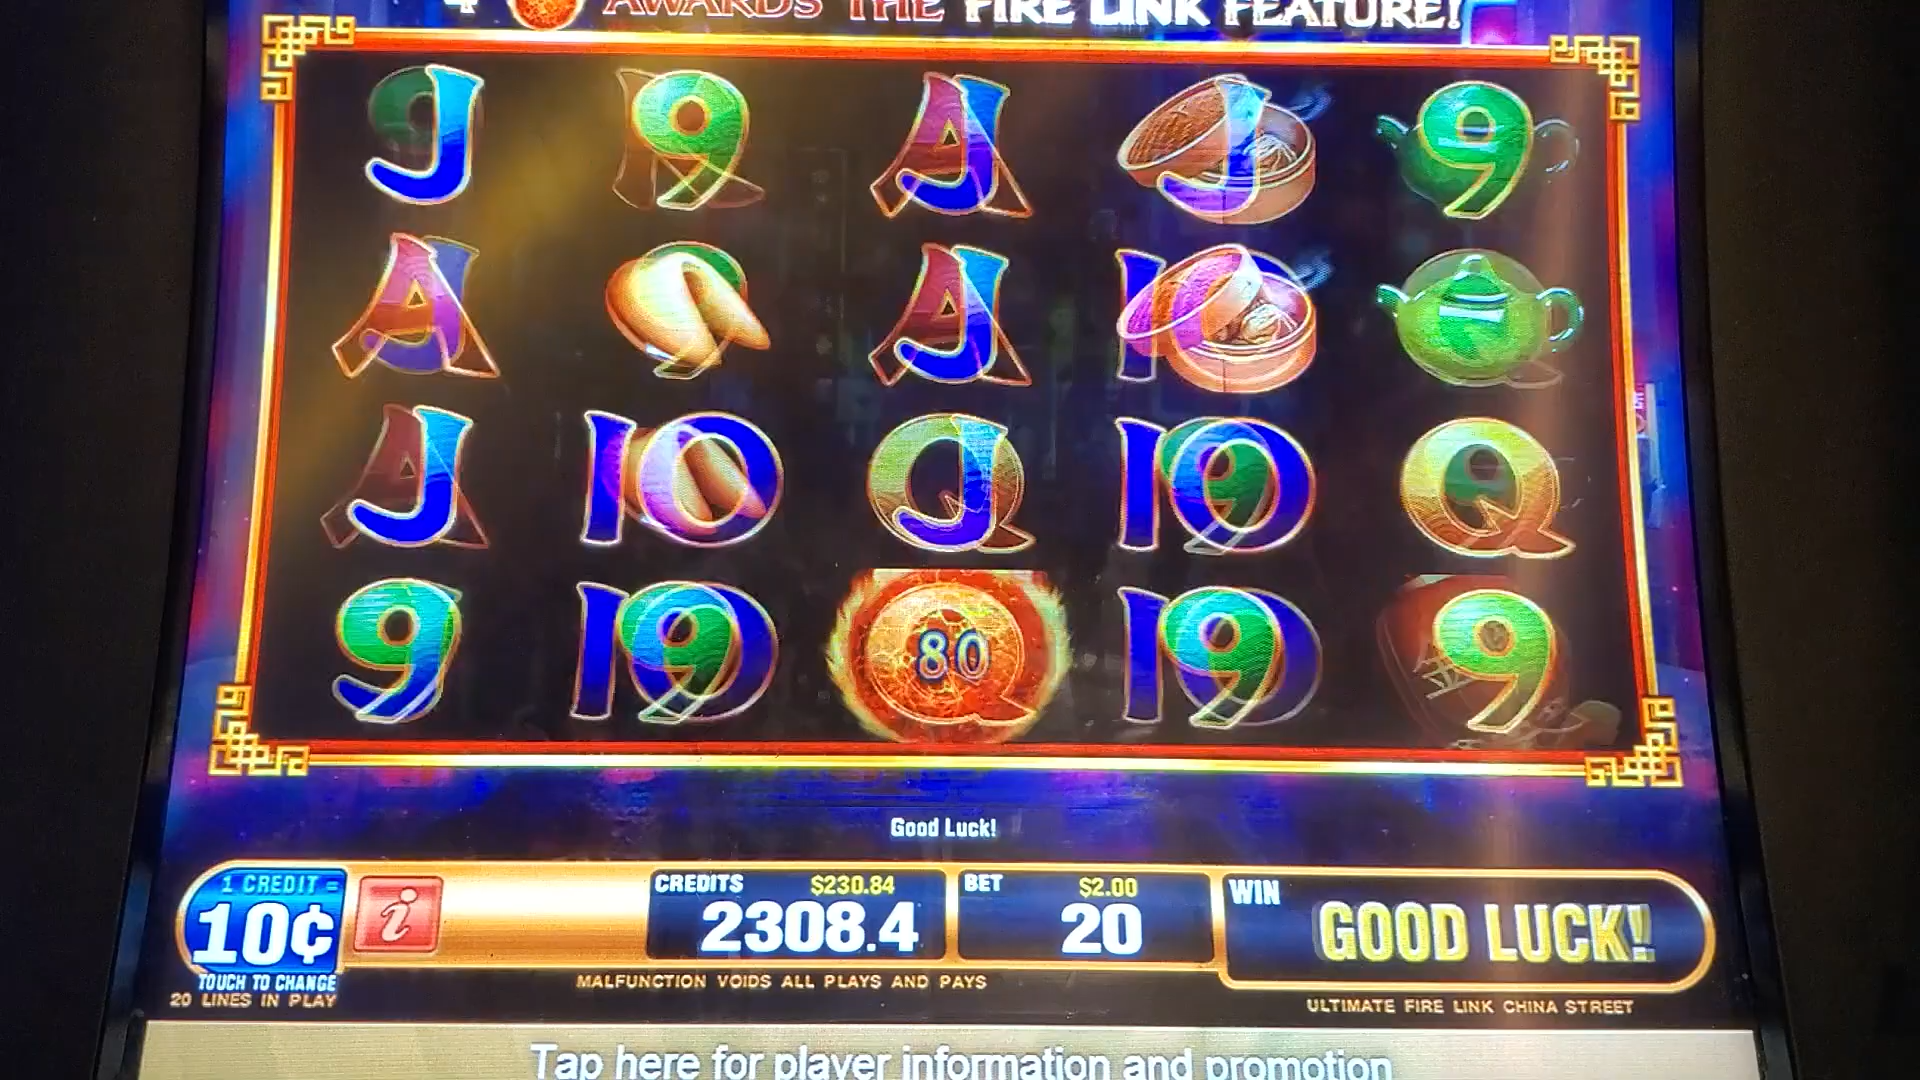 4 AWARDS THE FIRE LINK FEATURE!
80
Good Luck!
1 CREDIT =
10¢
TOUCH TO CHANGE
20 LINES IN PLAY
i
CREDITS $230.84
2308.4
BET $2.00
20
WIN
GOOD LUCK!
MALFUNCTION VOIDS ALL PLAYS AND PAYS
ULTIMATE FIRE LINK CHINA STREET
Tap here for player information and promotion